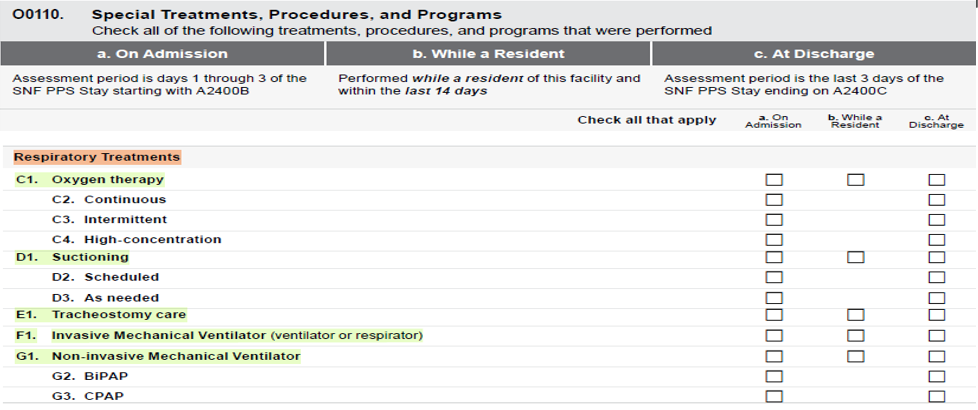 O0110. Special Treatments, Procedures, and Programs
Check all of the following treatments, procedures, and programs that were performed
a. On Admission
b. While a Resident
c. At Discharge
Assessment period is days 1 through 3 of the
SNF PPS Stay starting with A2400B
Performed while a resident of this facility and
within the last 14 days
Assessment period is the last 3 days of the
SNF PPS Stay ending on A2400C
Check all that apply
a. On
Admission
b. While a
Resident
c. At
Discharge
Respiratory Treatments
C1. Oxygen therapy
C2. Continuous
C3. Intermittent
C4. High-concentration
D1. Suctioning
D2. Scheduled
D3. As needed
E1. Tracheostomy care
F1. Invasive Mechanical Ventilator (ventilator or respirator)
G1. Non-invasive Mechanical Ventilator
G2. BiPAP
G3. CPAP